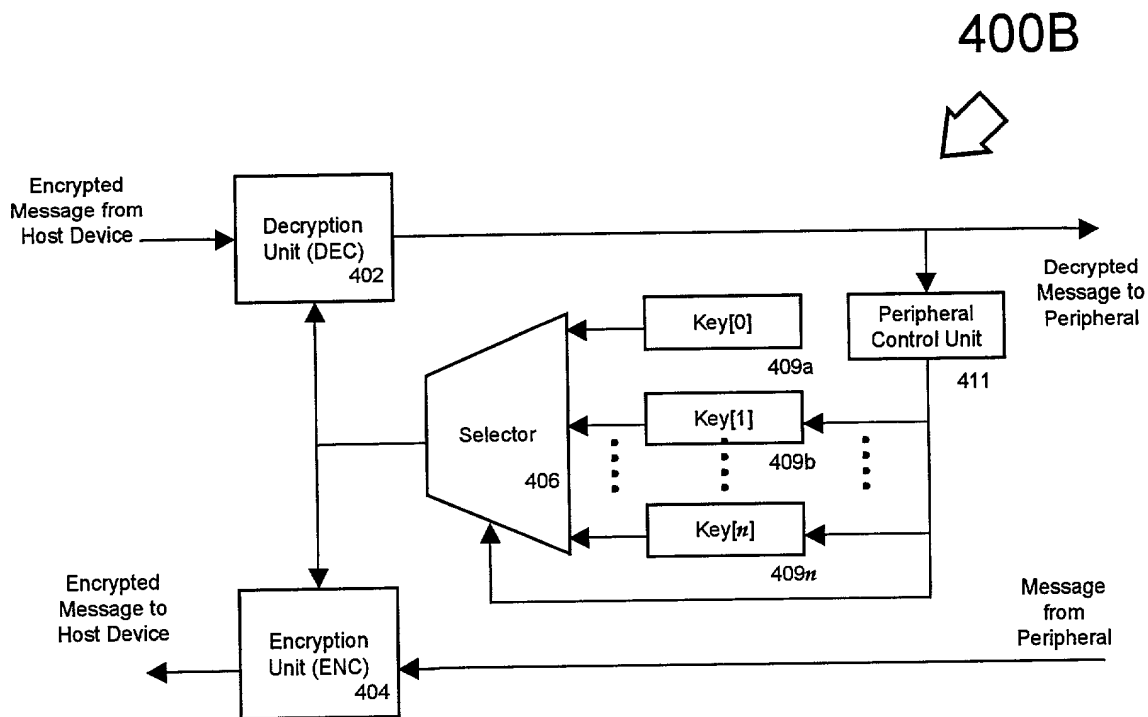 400B
Encrypted
Message from
Host Device
Decryption
Unit (DEC)
402
Decrypted
Message to
Peripheral
Peripheral
Control Unit
411
Key[0]
409a
Key[1]
409b
Selector
406
Key[n]
409n
Encrypted
Message to
Host Device
Encryption
Unit (ENC)
404
Message
from
Peripheral